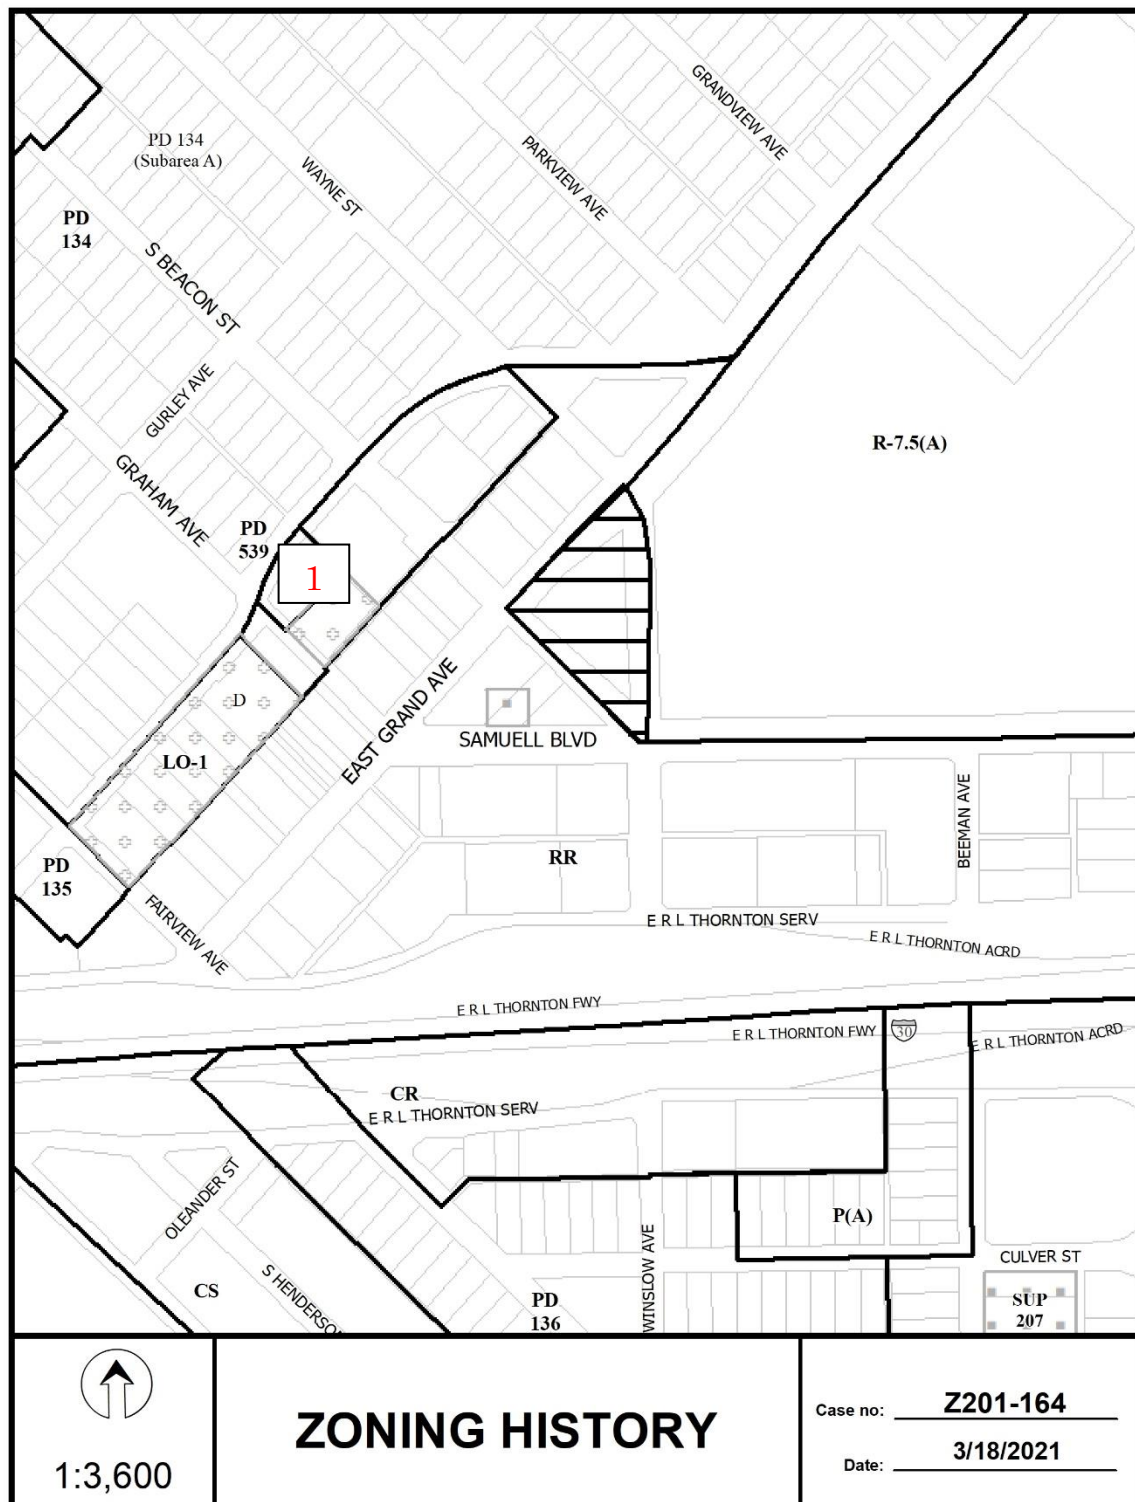 GRANDVIEW AVE
PD 134
(Subarea A)
PARKVIEW AVE
WAYNE ST
PD
134
S BEACON ST
GURLEY AVE
R-7.5(A)
GRAHAM AVE
PD
539
1
D
EAST GRAND AVE
SAMUELL BLVD
LO-1
BEEMAN AVE
RR
PD
135
FAIRVIEW AVE
E R L THORNTON SERV
E R L THORNTON ACRD
E R L THORNTON FWY
E R L THORNTON FWY
30
E R L THORNTON ACRD
CR
E R L THORNTON SERV
OLEANDER ST
P(A)
WINSLOW AVE
CULVER ST
CS
S HENDERSON
PD
136
SUP
207
1:3,600
ZONING HISTORY
Case no: Z201-164
Date: 3/18/2021